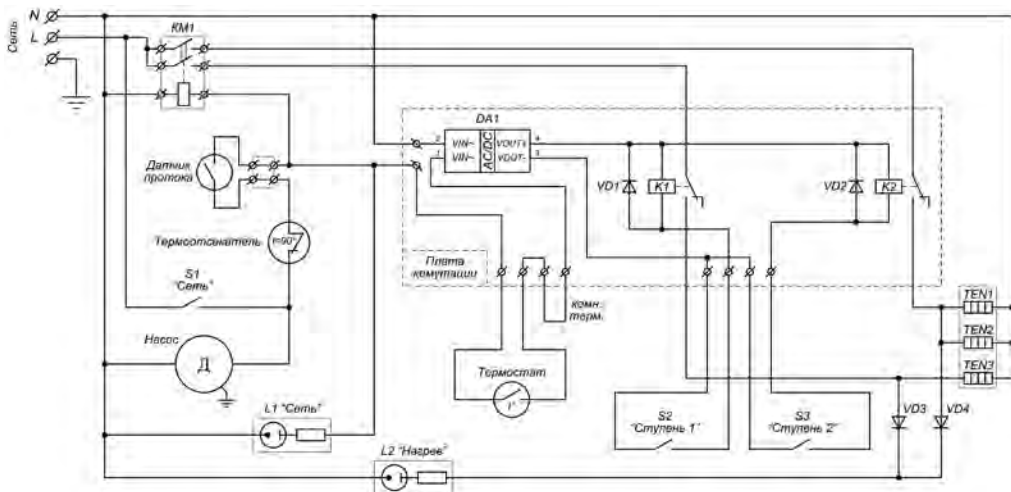 Сеть
N
L
KM1
DA1
2
VIN~
1
VIN~
AC/DC
VOUT+
4
VOUT-
3
Датчик
протока
VD1
K1
VD2
K2
Термоотсекатель
t=90°
Плата
комутации
S1
"Сеть"
комн.
терм.
TEN1
TEN2
TEN3
Насос
Д
Термостат
t°
L1 "Сеть"
S2
"Ступень 1"
S3
"Ступень 2"
VD3
VD4
L2 "Нагрев"